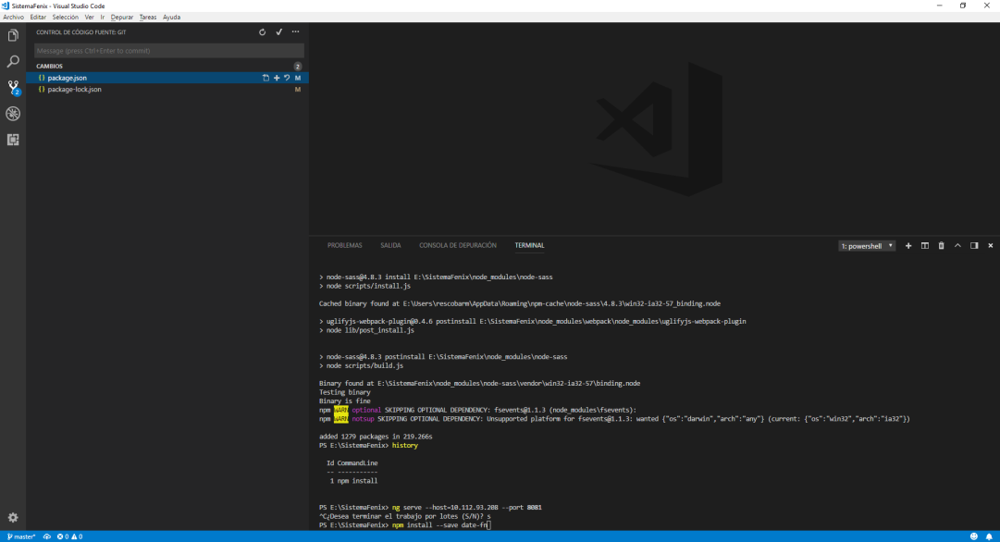 SistemaFenix - Visual Studio Code
Archivo Editar Selección Ver Ir Depurar Tareas Ayuda
CONTROL DE CÓDIGO FUENTE: GIT
Message (press Ctrl+Enter to commit)
CAMBIOS 2
{} package.json M
{} package-lock.json M
2
PROBLEMAS SALIDA CONSOLA DE DEPURACIÓN TERMINAL 1: powershell
> node-sass@4.8.3 install E:\SistemaFenix\node_modules\node-sass
> node scripts/install.js
Cached binary found at E:\Users\rescobarm\AppData\Roaming\npm-cache\node-sass\4.8.3\win32-ia32-57_binding.node
> uglifyjs-webpack-plugin@0.4.6 postinstall E:\SistemaFenix\node_modules\webpack\node_modules\uglifyjs-webpack-plugin
> node lib/post_install.js
> node-sass@4.8.3 postinstall E:\SistemaFenix\node_modules\node-sass
> node scripts/build.js
Binary found at E:\SistemaFenix\node_modules\node-sass\vendor\win32-ia32-57\binding.node
Testing binary
Binary is fine
npm WARN optional SKIPPING OPTIONAL DEPENDENCY: fsevents@1.1.3 (node_modules\fsevents):
npm WARN notsup SKIPPING OPTIONAL DEPENDENCY: Unsupported platform for fsevents@1.1.3: wanted {"os":"darwin","arch":"any"} (current: {"os":"win32","arch":"ia32"})
added 1279 packages in 219.266s
PS E:\SistemaFenix> history
Id CommandLine
-- -----------
1 npm install
PS E:\SistemaFenix> ng serve --host=10.112.93.208 --port 8081
^C¿Desea terminar el trabajo por lotes (S/N)? s
PS E:\SistemaFenix> npm install --save date-fn
master* 0 0